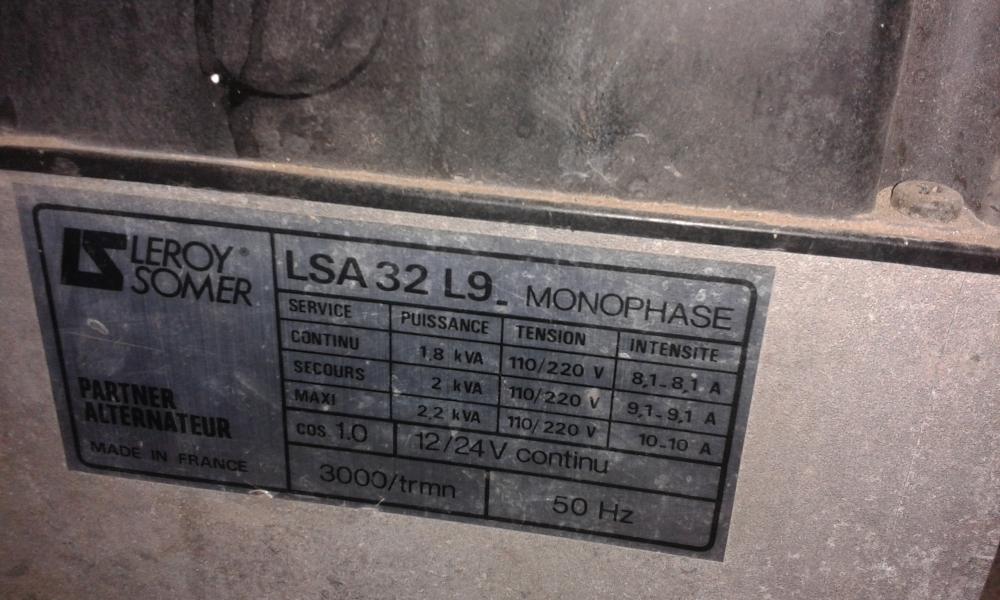 LEROY®
SOMER
PARTNER
ALTERNATEUR
MADE IN FRANCE
LSA 32 L9- MONOPHASE
SERVICE PUISSANCE TENSION INTENSITE
CONTINU 1,8 kVA 110/220 V 8,1-8,1 A
SECOURS 2 kVA 110/220 V 9,1-9,1 A
MAXI 2,2 kVA 110/220 V 10-10 A
COS 1.0 12/24V continu
3000/trmn 50 Hz